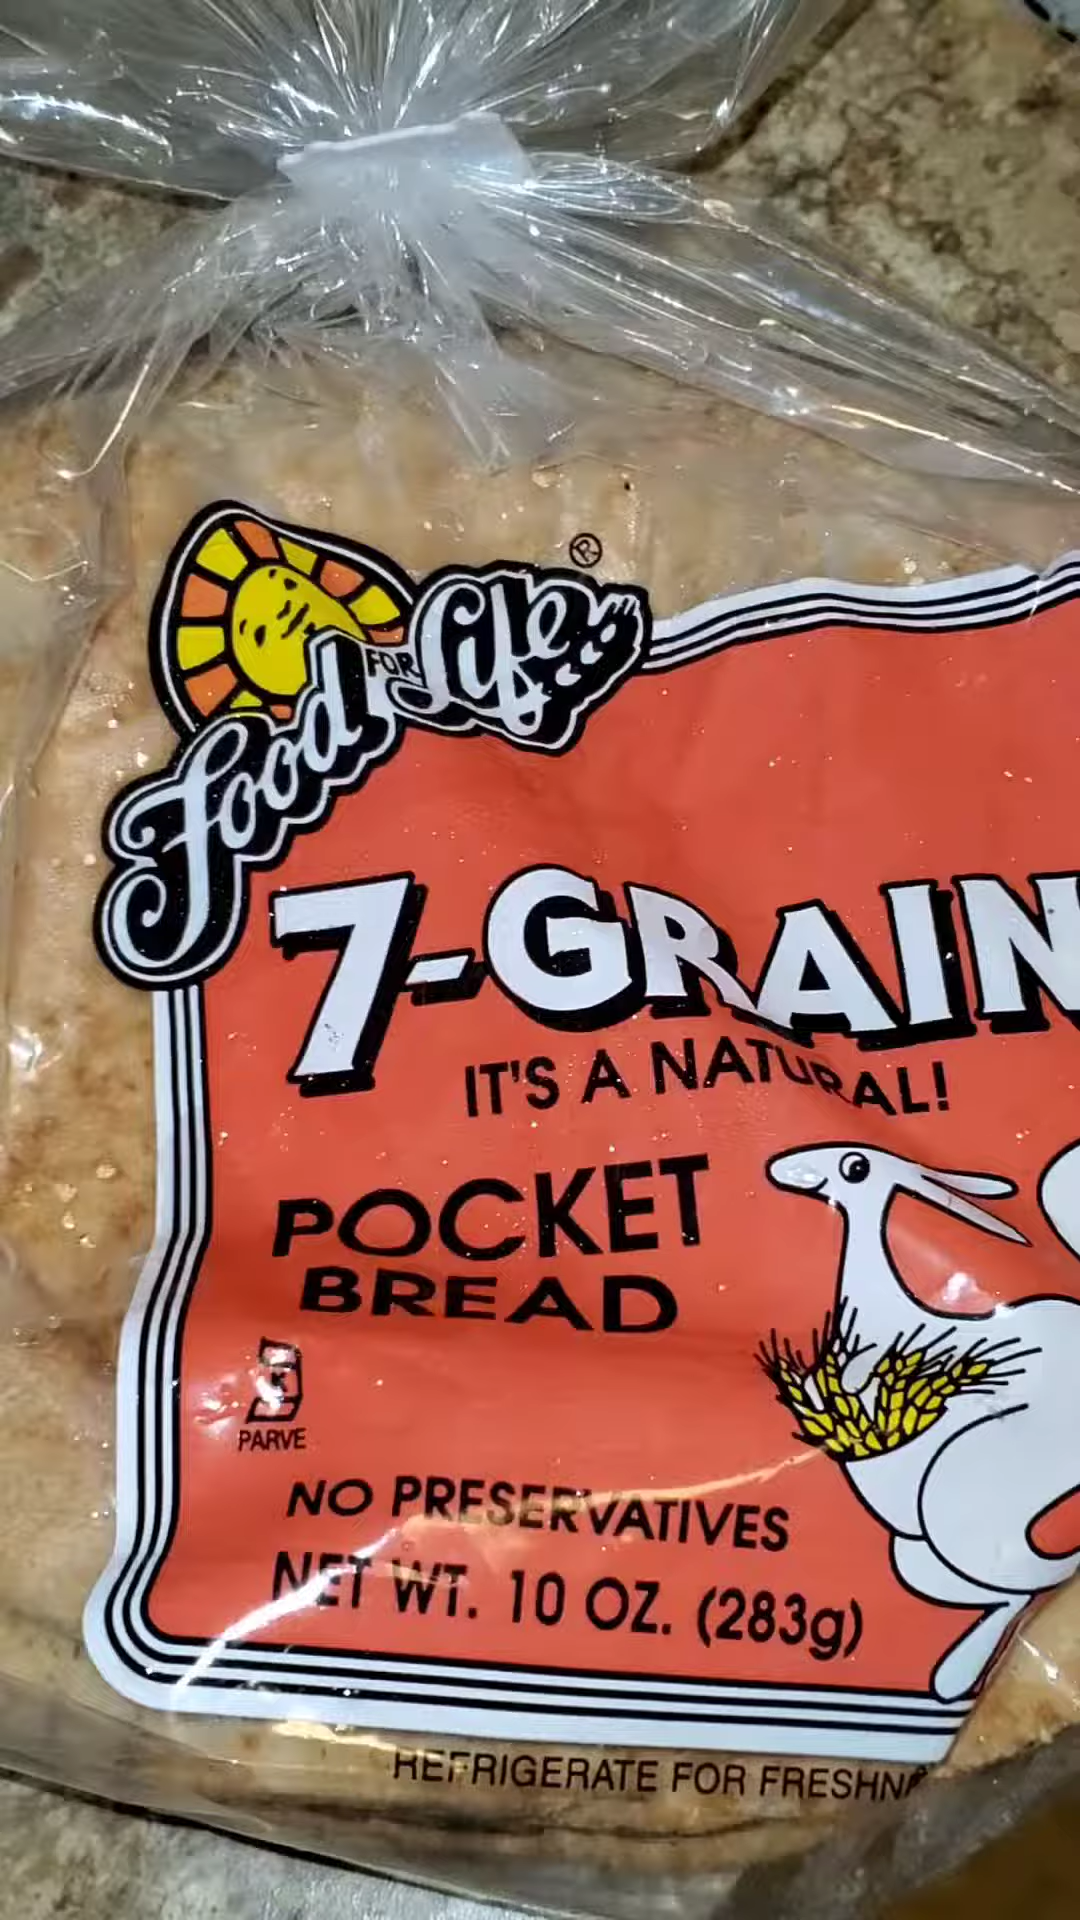 Food FOR Life ®
7-GRAIN
IT'S A NATURAL!
POCKET
BREAD
PARVE
NO PRESERVATIVES
NET WT. 10 OZ. (283g)
REFRIGERATE FOR